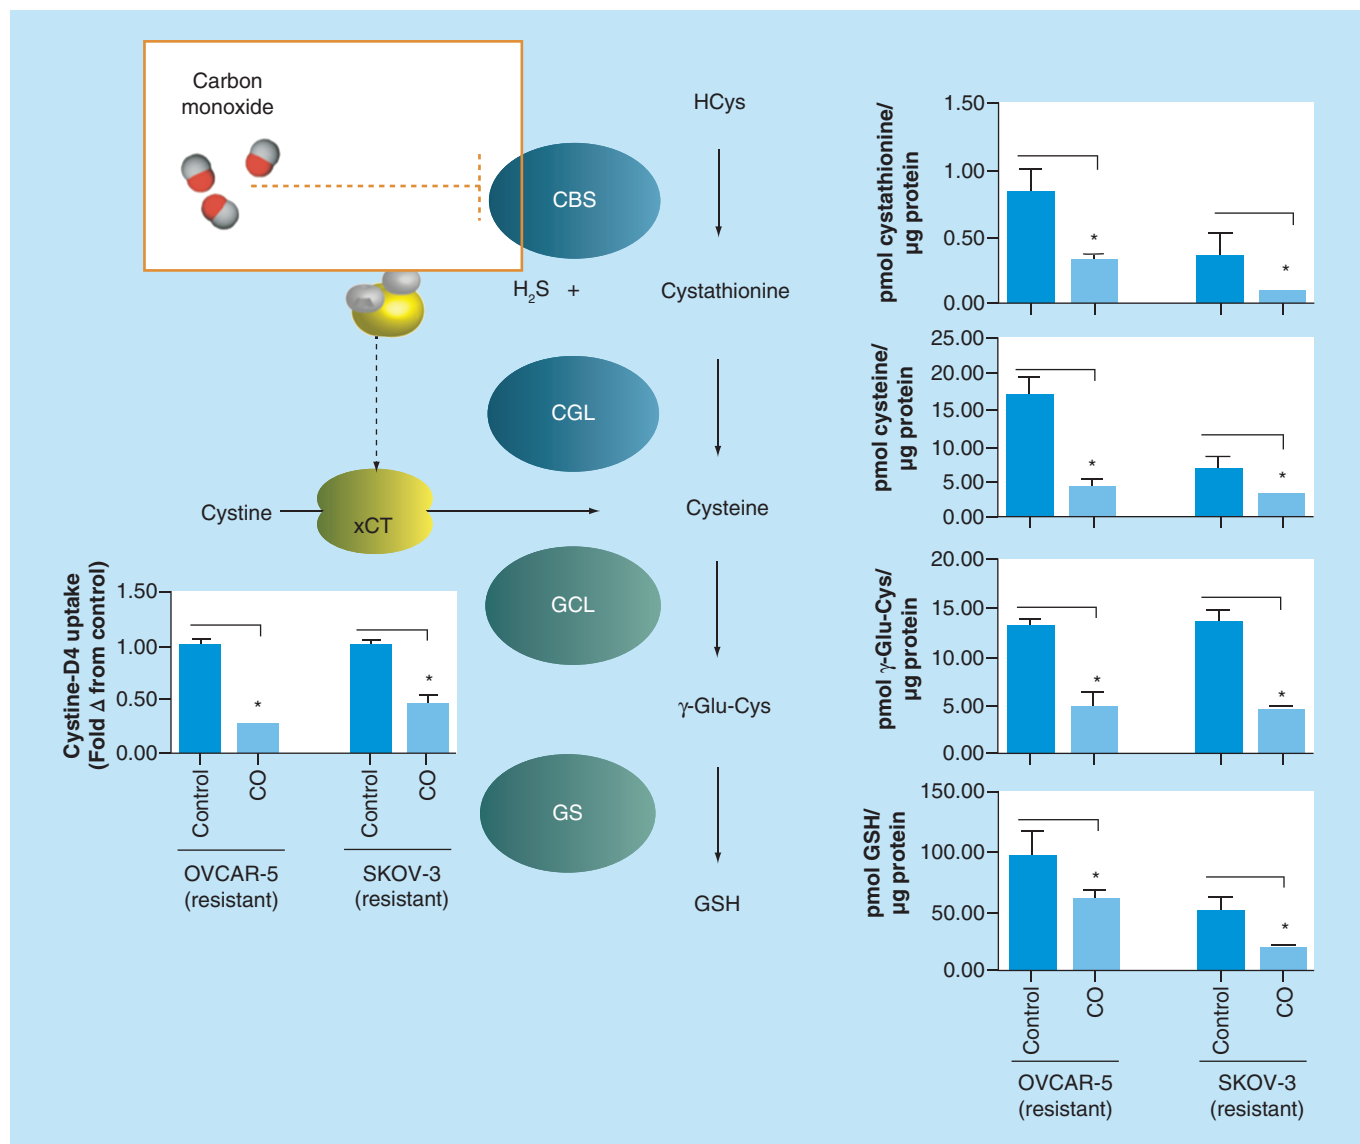 Carbon
monoxide
HCys
CBS
H2S +
Cystathionine
CGL
Cystine
xCT
Cysteine
GCL
γ-Glu-Cys
GS
GSH
Cystine-D4 uptake
(Fold Δ from control)
1.50
1.00
0.50
0.00
*
*
Control
CO
Control
CO
OVCAR-5
(resistant)
SKOV-3
(resistant)
pmol cystathionine/
µg protein
1.50
1.00
0.50
0.00
*
*
pmol cysteine/
µg protein
25.00
20.00
15.00
10.00
5.00
0.00
*
*
pmol γ-Glu-Cys/
µg protein
20.00
15.00
10.00
5.00
0.00
*
*
pmol GSH/
µg protein
150.00
100.00
50.00
0.00
*
*
Control
CO
Control
CO
OVCAR-5
(resistant)
SKOV-3
(resistant)